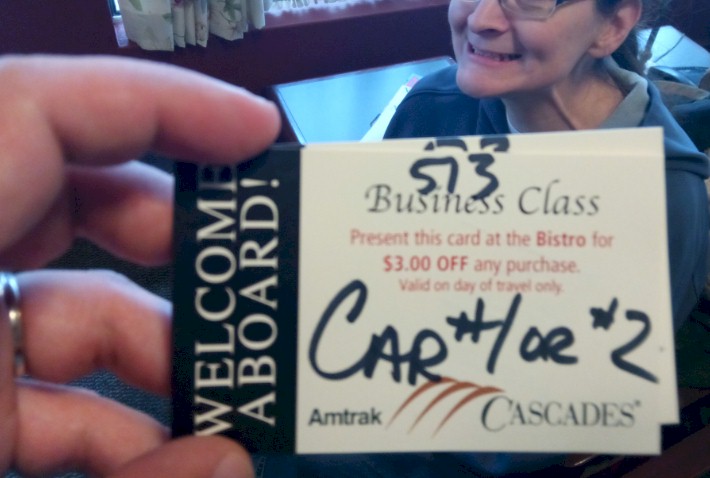 WELCOME
ABOARD!
513
Business Class
Present this card at the Bistro for
$3.00 OFF any purchase.
Valid on day of travel only.
CAR #1 OR #2
Amtrak CASCADES®